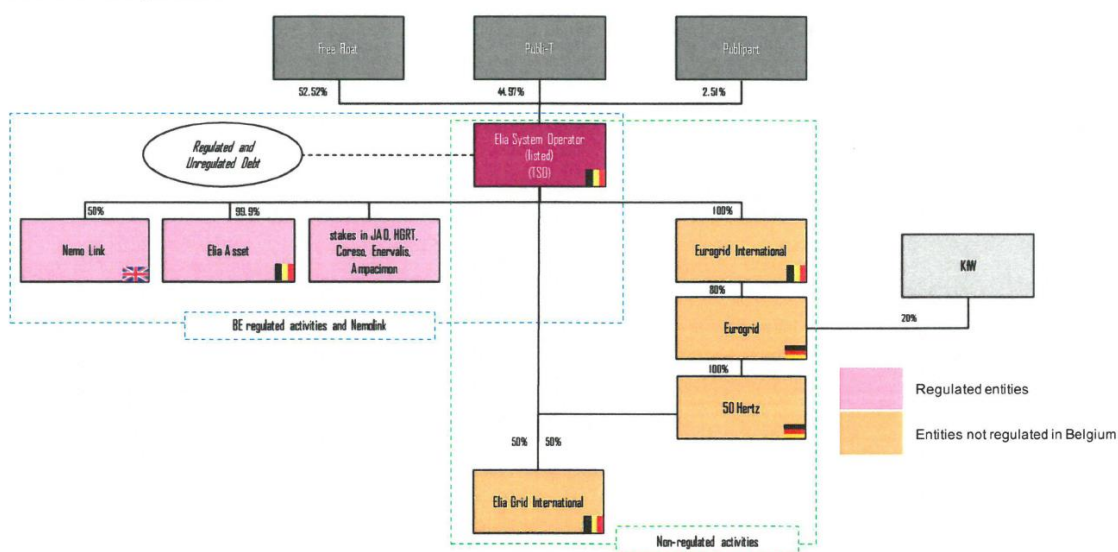 Free Float
Publi-T
Publipart
52.52%
44.97%
2.51%
Regulated and
Unregulated Debt
Elia System Operator
(listed)
(TSO)
50%
99.9%
100%
Nemo Link
Elia Asset
stakes in JAO, HGRT,
Coreso, Enervalis,
Ampacimon
Eurogrid International
KfW
80%
Eurogrid
20%
BE regulated activities and Nemolink
100%
50 Hertz
Regulated entities
Entities not regulated in Belgium
50%
50%
Elia Grid International
Non-regulated activities